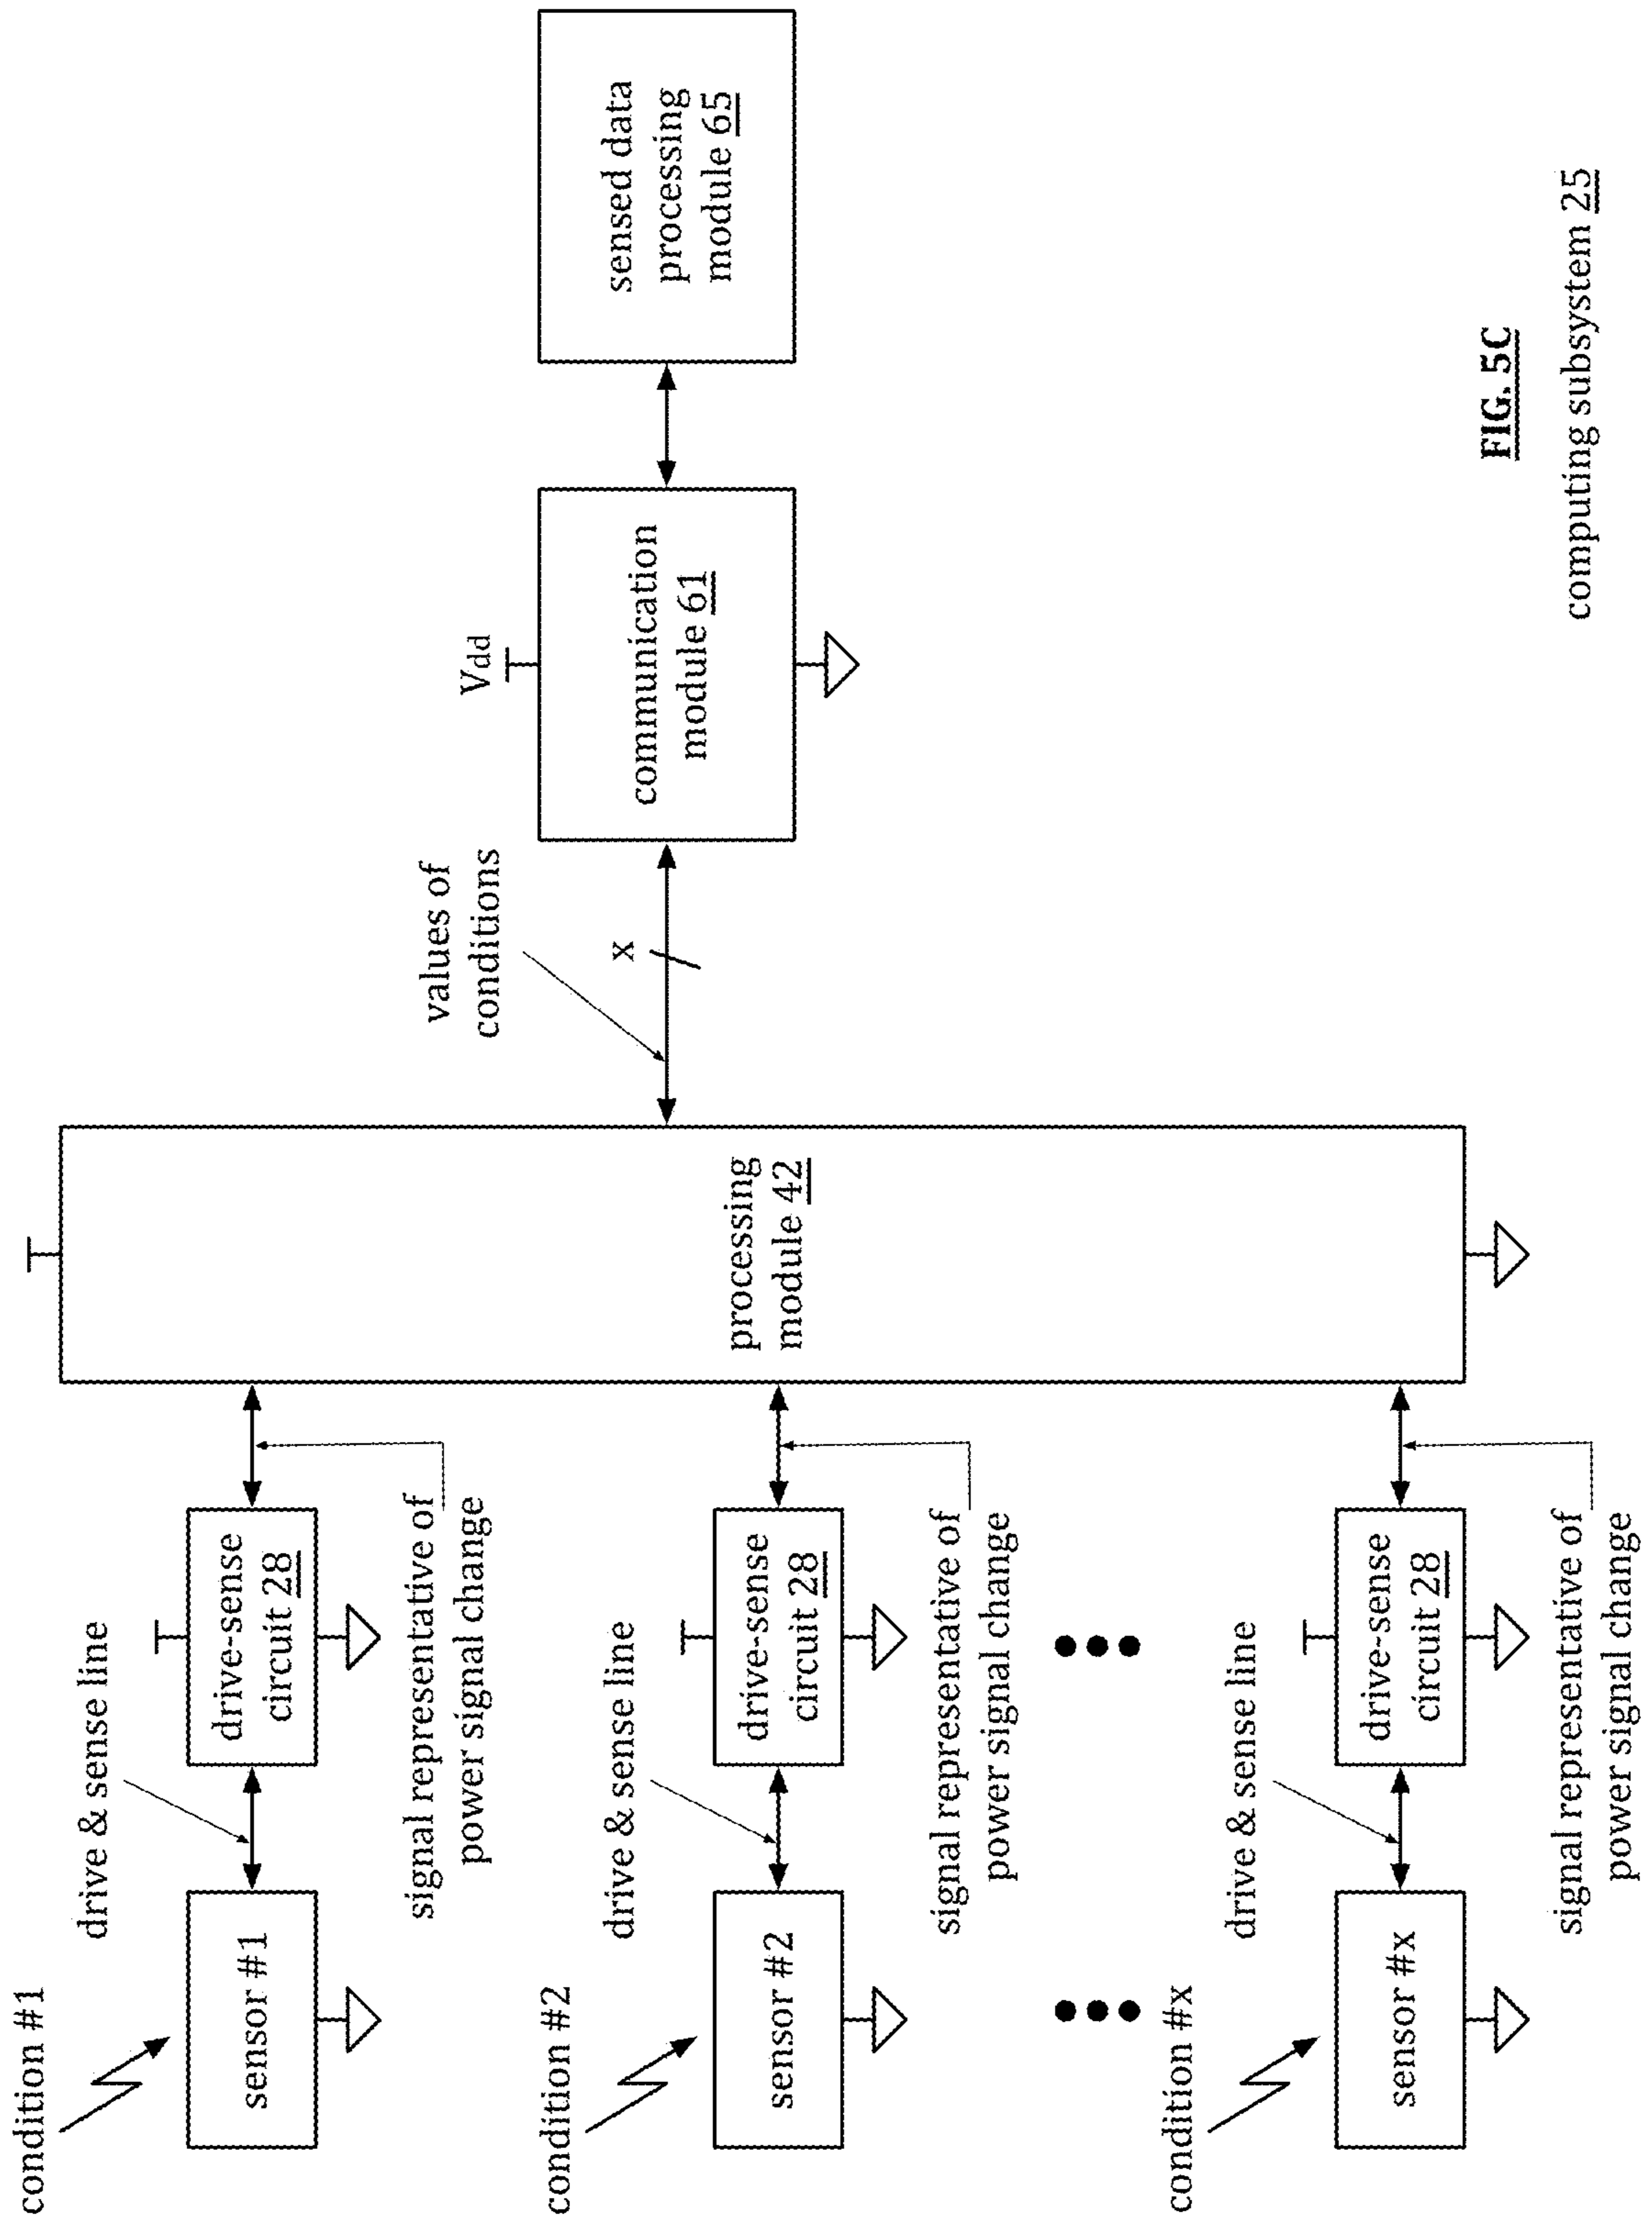 condition #1
drive & sense line
sensor #1
drive-sense
circuit 28
signal representative of
power signal change
condition #2
drive & sense line
sensor #2
drive-sense
circuit 28
signal representative of
power signal change
condition #x
drive & sense line
sensor #x
drive-sense
circuit 28
signal representative of
power signal change
processing
module 42
values of
conditions
x
Vdd
communication
module 61
sensed data
processing
module 65
FIG. 5C
computing subsystem 25